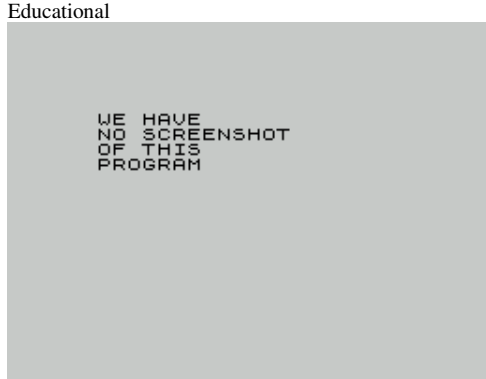 Educational
WE HAVE
NO SCREENSHOT
OF THIS
PROGRAM